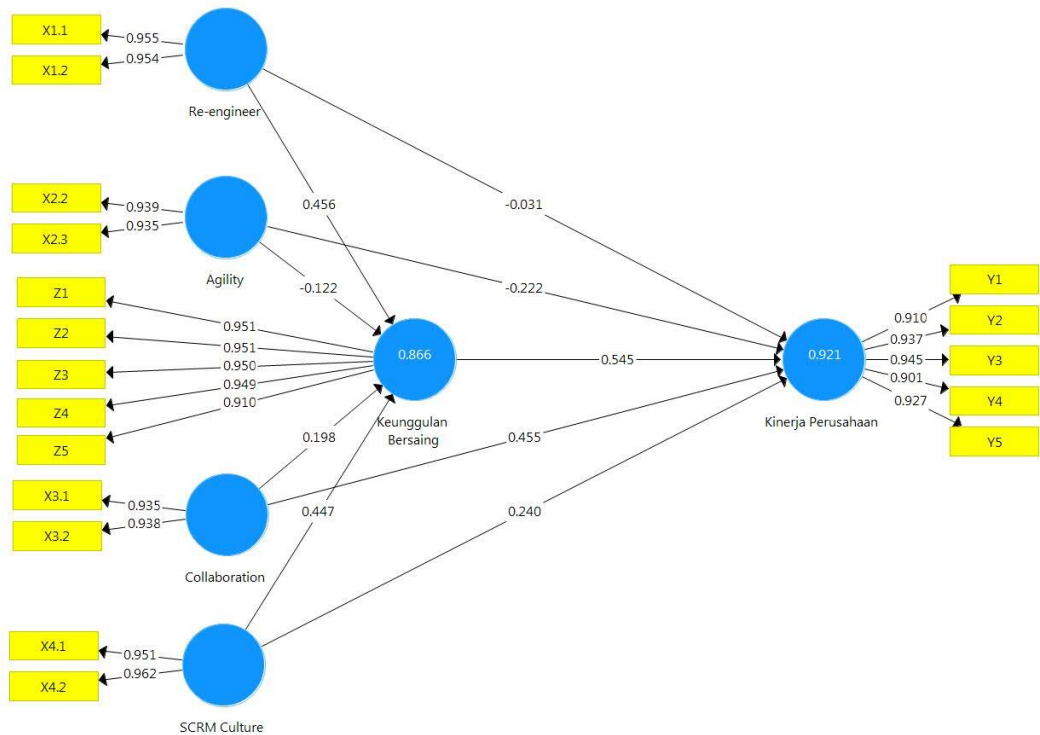 X1.1
0.955
X1.2
0.954
Re-engineer
X2.2
0.939
X2.3
0.935
Agility
0.456
-0.031
-0.122
-0.222
Z1
0.951
Z2
0.951
Z3
0.950
Z4
0.949
Z5
0.910
0.866
Keunggulan
Bersaing
0.545
0.921
Kinerja Perusahaan
0.910
Y1
0.937
Y2
0.945
Y3
0.901
Y4
0.927
Y5
0.198
0.455
X3.1
0.935
X3.2
0.938
Collaboration
0.447
0.240
X4.1
0.951
X4.2
0.962
SCRM Culture